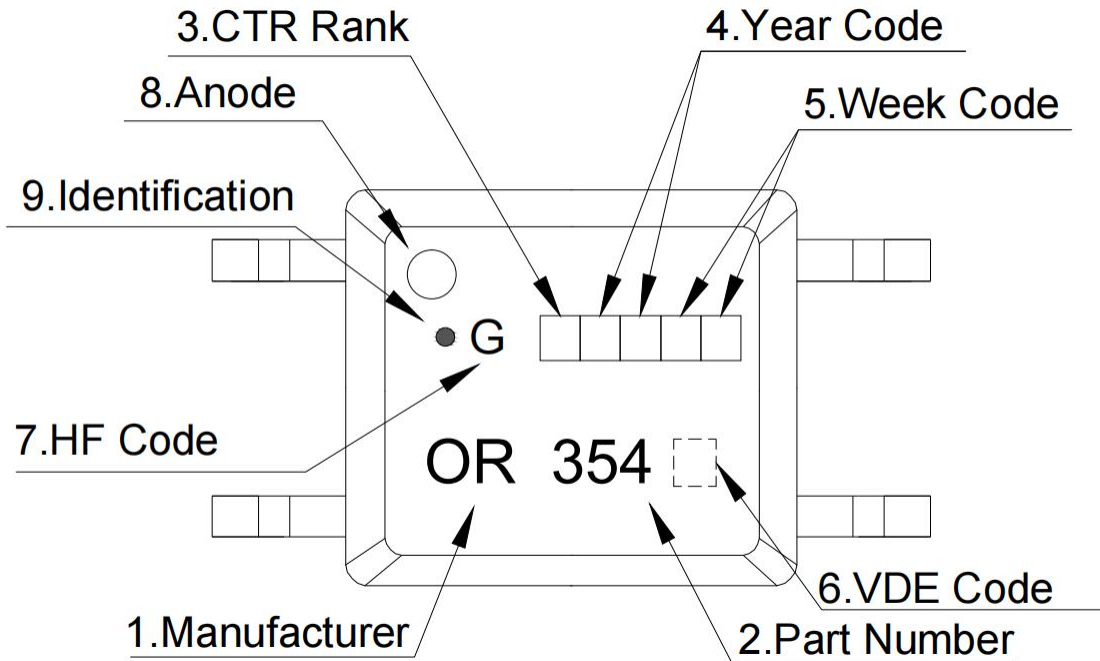 3.CTR Rank
4.Year Code
8.Anode
5.Week Code
9.Identification
G
7.HF Code
OR 354
6.VDE Code
1.Manufacturer
2.Part Number